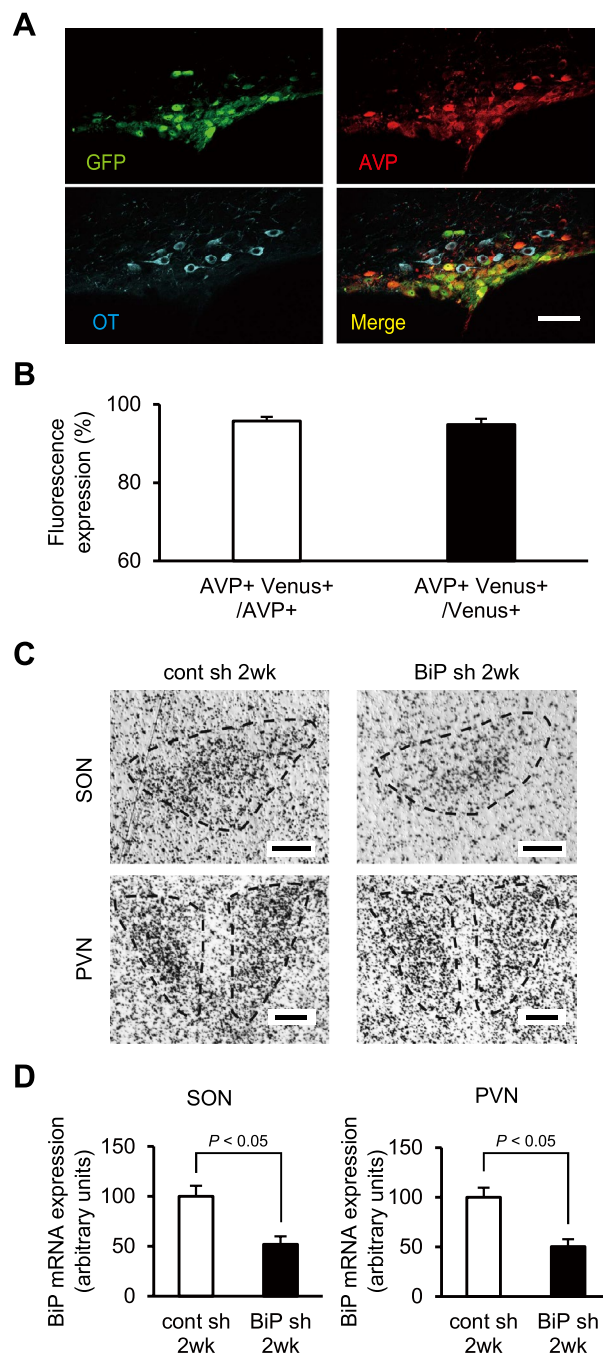 A
GFP
AVP
OT
Merge
B
Fluorescence
expression (%)
100
80
60
AVP+ Venus+
/AVP+
AVP+ Venus+
/Venus+
C
cont sh 2wk
BiP sh 2wk
SON
PVN
D
SON
BiP mRNA expression
(arbitrary units)
150
100
50
0
P < 0.05
cont sh
2wk
BiP sh
2wk
PVN
BiP mRNA expression
(arbitrary units)
150
100
50
0
P < 0.05
cont sh
2wk
BiP sh
2wk